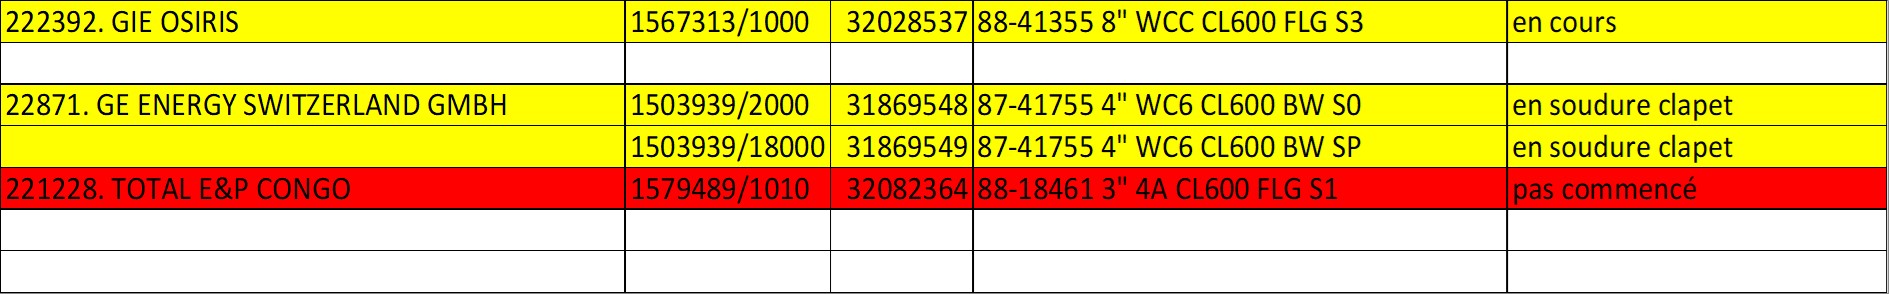 222392. GIE OSIRIS 1567313/1000 32028537 88-41355 8" WCC CL600 FLG S3 en cours
22871. GE ENERGY SWITZERLAND GMBH 1503939/2000 31869548 87-41755 4" WC6 CL600 BW S0 en soudure clapet
1503939/18000 31869549 87-41755 4" WC6 CL600 BW SP en soudure clapet
221228. TOTAL E&P CONGO 1579489/1010 32082364 88-18461 3" 4A CL600 FLG S1 pas commencé